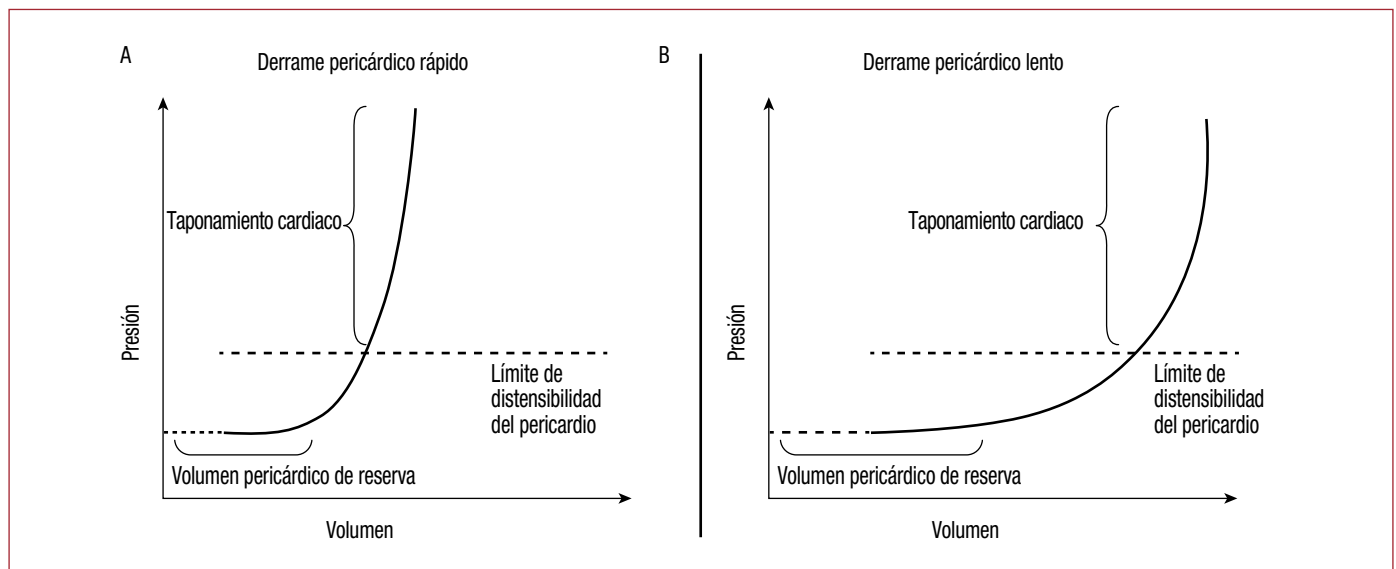 A
Derrame pericárdico rápido
Taponamiento cardiaco
Presión
Límite de
distensibilidad
del pericardio
Volumen pericárdico de reserva
Volumen
B
Derrame pericárdico lento
Taponamiento cardiaco
Presión
Límite de
distensibilidad
del pericardio
Volumen pericárdico de reserva
Volumen